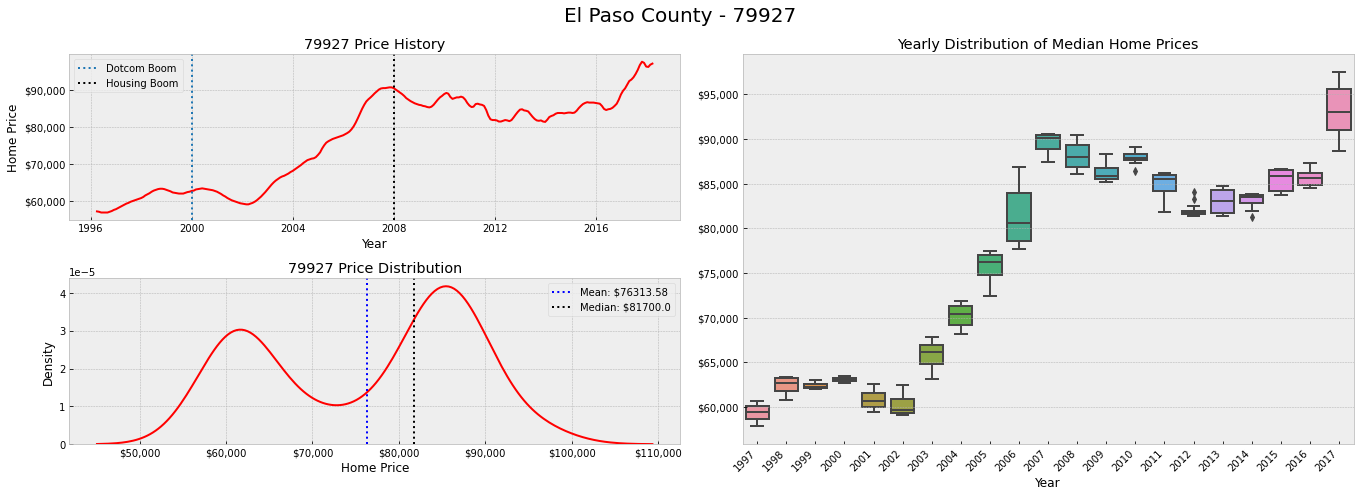 El Paso County - 79927
79927 Price History
Dotcom Boom
Housing Boom
$90,000
$80,000
$70,000
$60,000
Home Price
1996 2000 2004 2008 2012 2016
Year
79927 Price Distribution
1e−5
Mean: $76313.58
Median: $81700.0
4
3
2
1
0
Density
$50,000 $60,000 $70,000 $80,000 $90,000 $100,000 $110,000
Home Price
Yearly Distribution of Median Home Prices
$95,000
$90,000
$85,000
$80,000
$75,000
$70,000
$65,000
$60,000
1997 1998 1999 2000 2001 2002 2003 2004 2005 2006 2007 2008 2009 2010 2011 2012 2013 2014 2015 2016 2017
Year